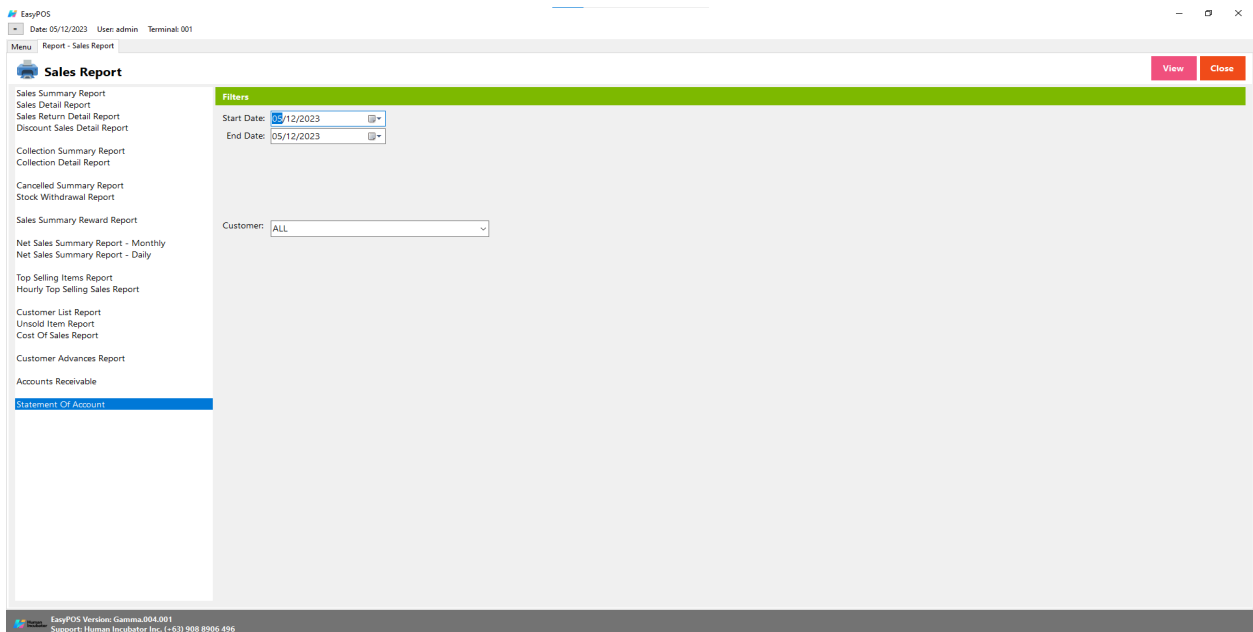 EasyPOS
Date: 05/12/2023 User: admin Terminal: 001
Menu Report - Sales Report
Sales Report
View Close
Sales Summary Report
Sales Detail Report
Sales Return Detail Report
Discount Sales Detail Report
Collection Summary Report
Collection Detail Report
Cancelled Summary Report
Stock Withdrawal Report
Sales Summary Reward Report
Net Sales Summary Report - Monthly
Net Sales Summary Report - Daily
Top Selling Items Report
Hourly Top Selling Sales Report
Customer List Report
Unsold Item Report
Cost Of Sales Report
Customer Advances Report
Accounts Receivable
Statement Of Account
Filters
Start Date: 05/12/2023
End Date: 05/12/2023
Customer: ALL
Human Incubator
EasyPOS Version: Gamma.004.001
Support: Human Incubator Inc. (+63) 908 8906 496